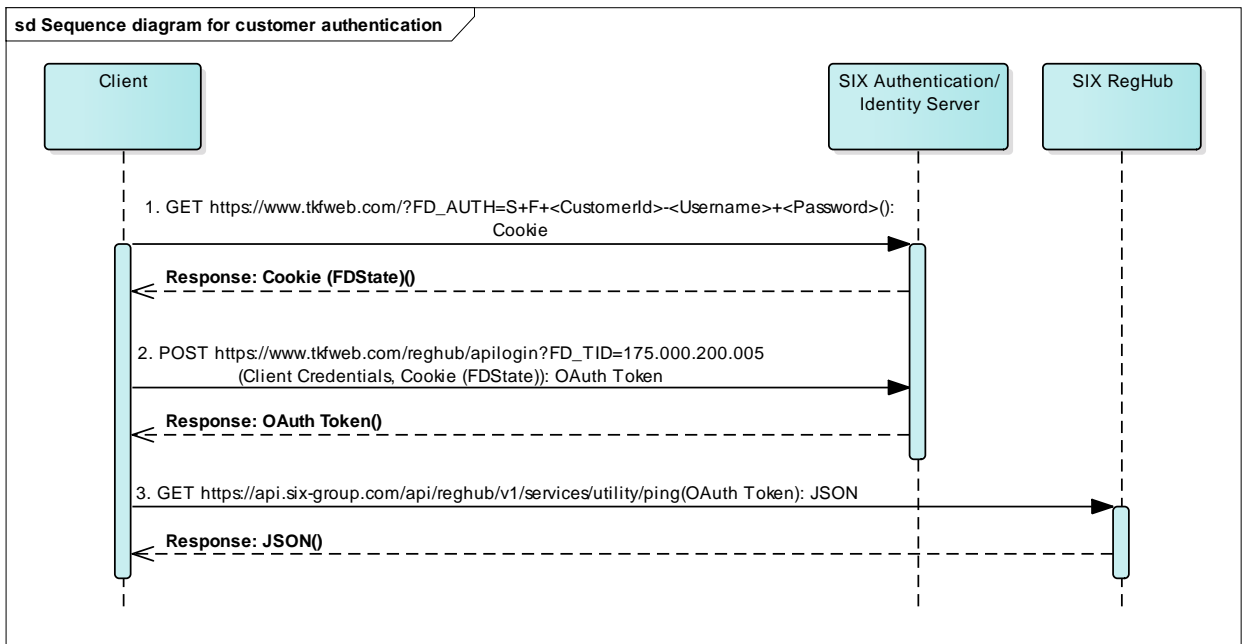 sd Sequence diagram for customer authentication
Client
SIX Authentication/
Identity Server
SIX RegHub
1. GET https://www.tkfweb.com/?FD_AUTH=S+F+<CustomerId>-<Username>+<Password>():
Cookie
Response: Cookie (FDState)()
2. POST https://www.tkfweb.com/reghub/apilogin?FD_TID=175.000.200.005
(Client Credentials, Cookie (FDState)): OAuth Token
Response: OAuth Token()
3. GET https://api.six-group.com/api/reghub/v1/services/utility/ping(OAuth Token): JSON
Response: JSON()